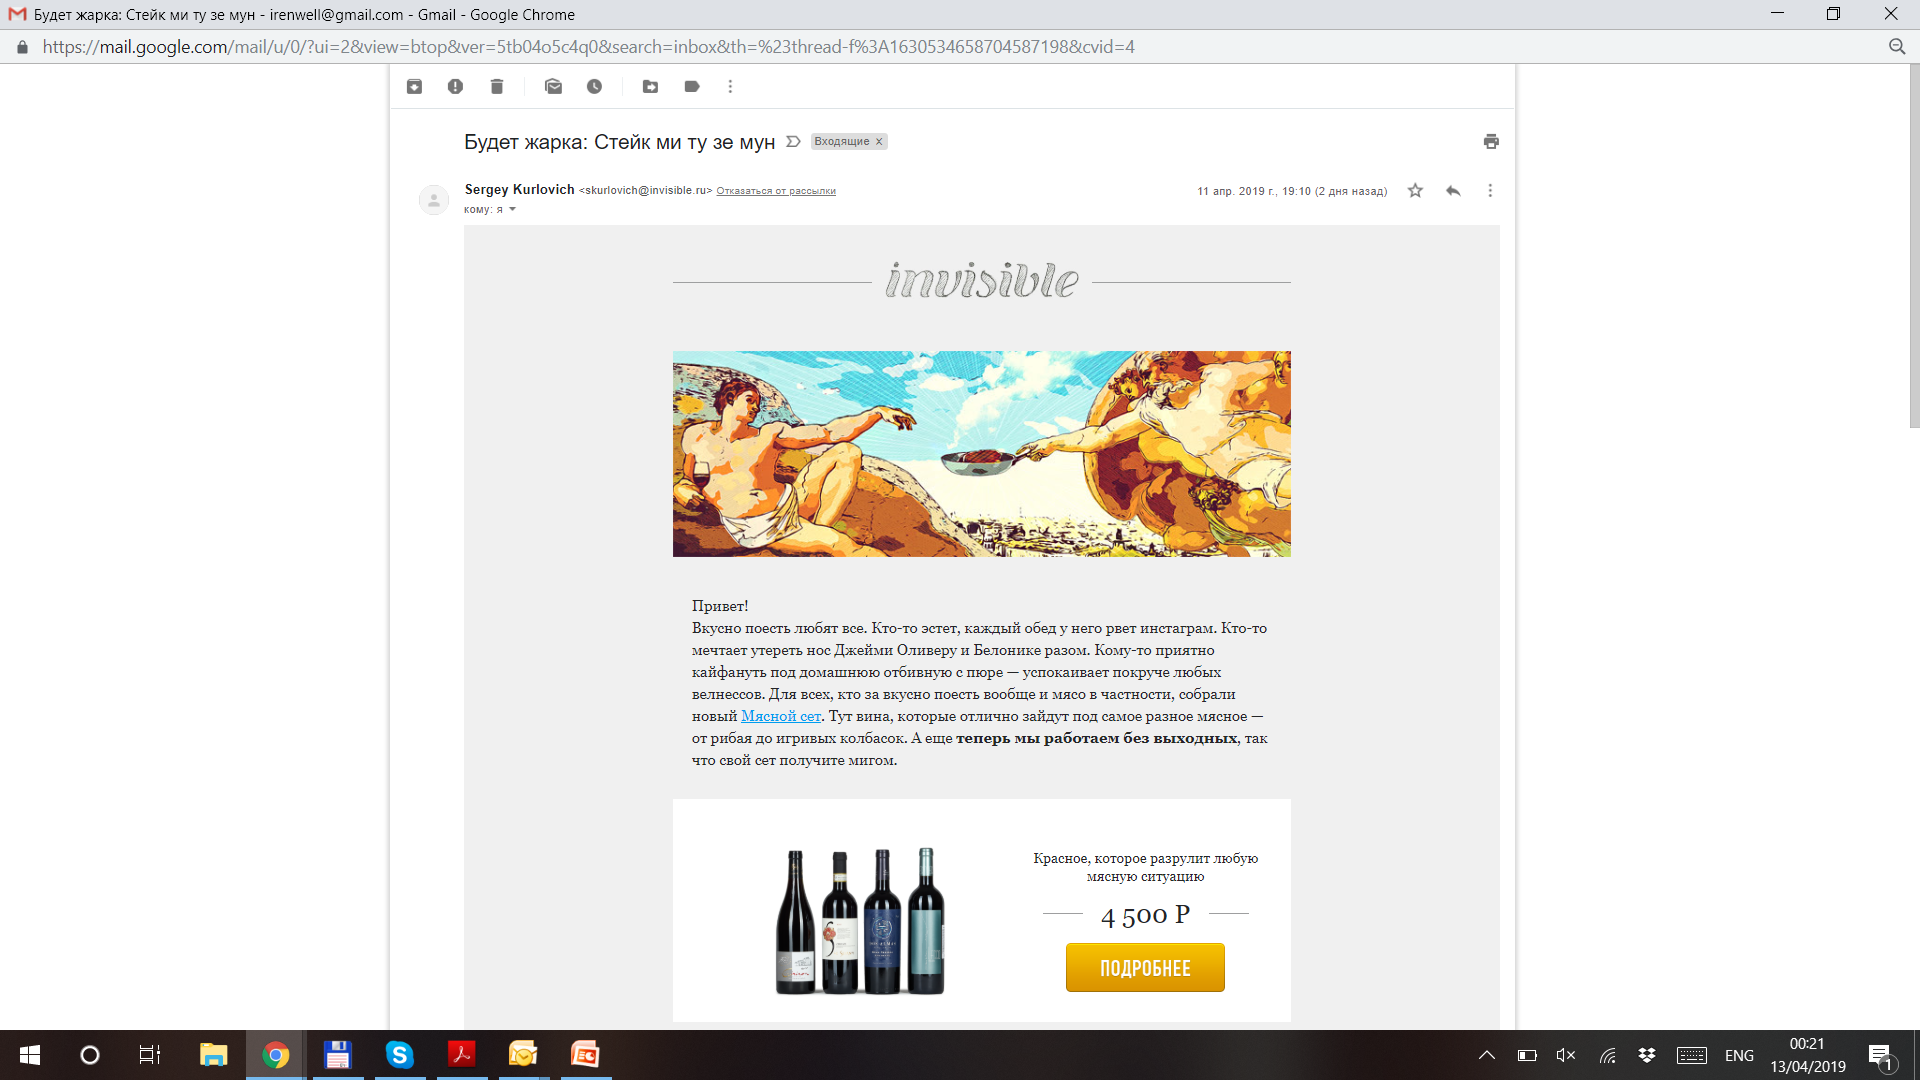 Будет жарка: Стейк ми ту зе мун - irenwell@gmail.com - Gmail - Google Chrome
https://mail.google.com/mail/u/0/?ui=2&view=btop&ver=5tb04o5c4q0&search=inbox&th=%23thread-f%3A1630534658704587198&cvid=4
Будет жарка: Стейк ми ту зе мун Входящие x
Sergey Kurlovich <skurlovich@invisible.ru> Отказаться от рассылки 11 апр. 2019 г., 19:10 (2 дня назад)
кому: я
invisible
Привет!
Вкусно поесть любят все. Кто-то эстет, каждый обед у него рвет инстаграм. Кто-то
мечтает утереть нос Джейми Оливеру и Белонике разом. Кому-то приятно
кайфануть под домашнюю отбивную с пюре — успокаивает покруче любых
велнессов. Для всех, кто за вкусно поесть вообще и мясо в частности, собрали
новый Мясной сет. Тут вина, которые отлично зайдут под самое разное мясное —
от рибая до игривых колбасок. А еще теперь мы работаем без выходных, так
что свой сет получите мигом.
Красное, которое разрулит любую
мясную ситуацию
4 500 Р
ПОДРОБНЕЕ
ENG
00:21
13/04/2019
1